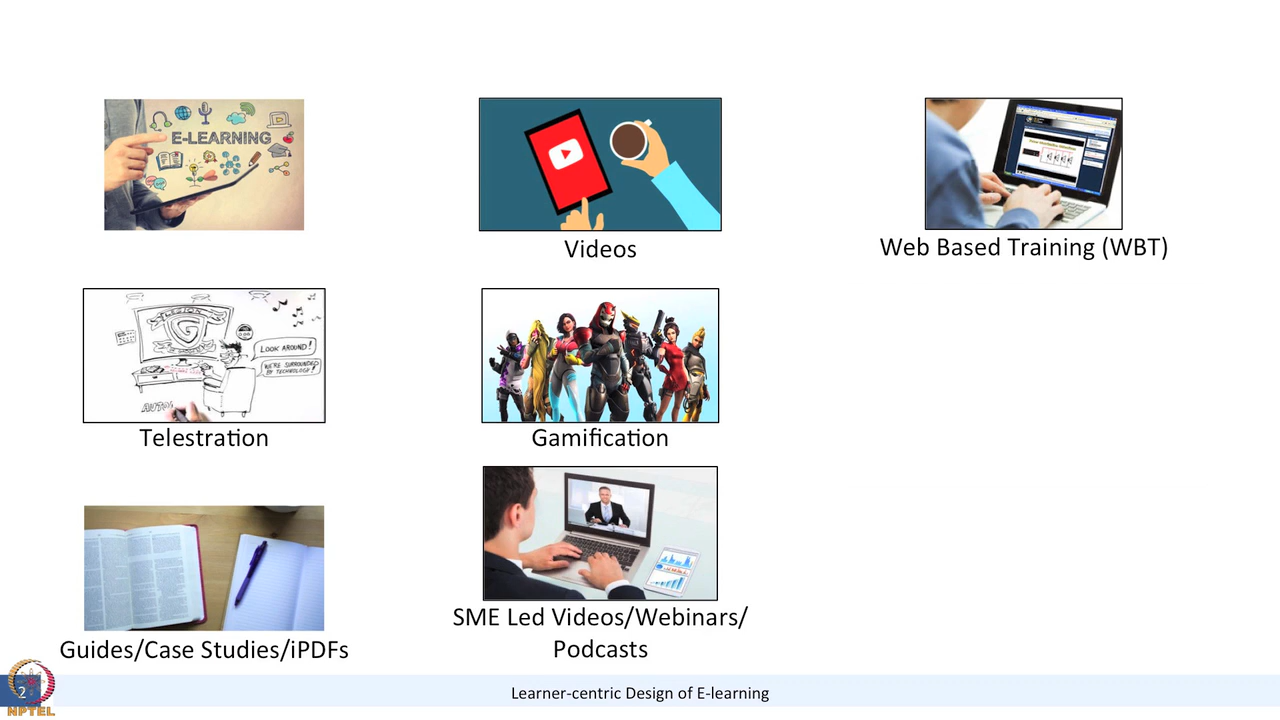 E-LEARNING
Videos
Web Based Training (WBT)
LOOK AROUND!
WE'RE SURROUNDED
BY TECHNOLOGY!
Telestration
Gamification
Guides/Case Studies/iPDFs
SME Led Videos/Webinars/
Podcasts
2
NPTEL
Learner-centric Design of E-learning